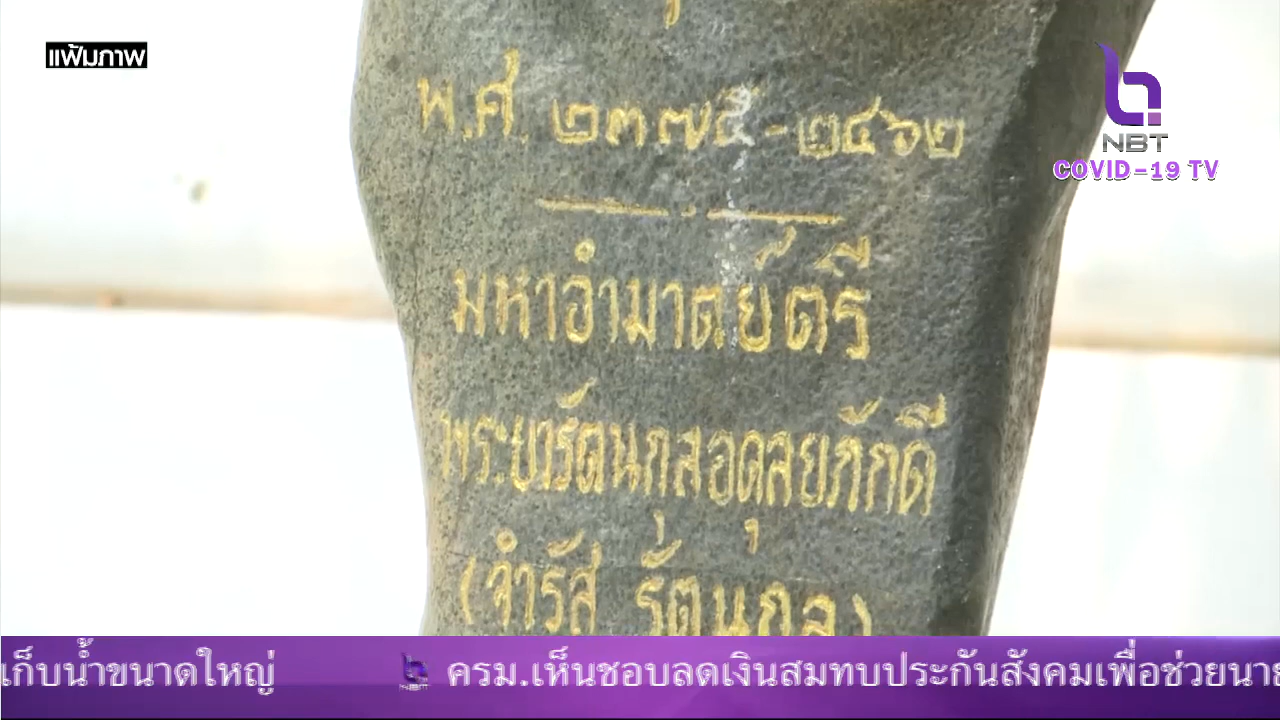 แฟ้มภาพ
พ.ศ. ๒๓๗๕-๒๔๖๒
NBT
COVID-19 TV
มหาอำมาตย์ตรี
พระยารัตนกุลอดุลยภักดี
(จำรัส รัตนกุล)
เก็บน้ำขนาดใหญ่
NBT ครม.เห็นชอบลดเงินสมทบประกันสังคมเพื่อช่วยนาย